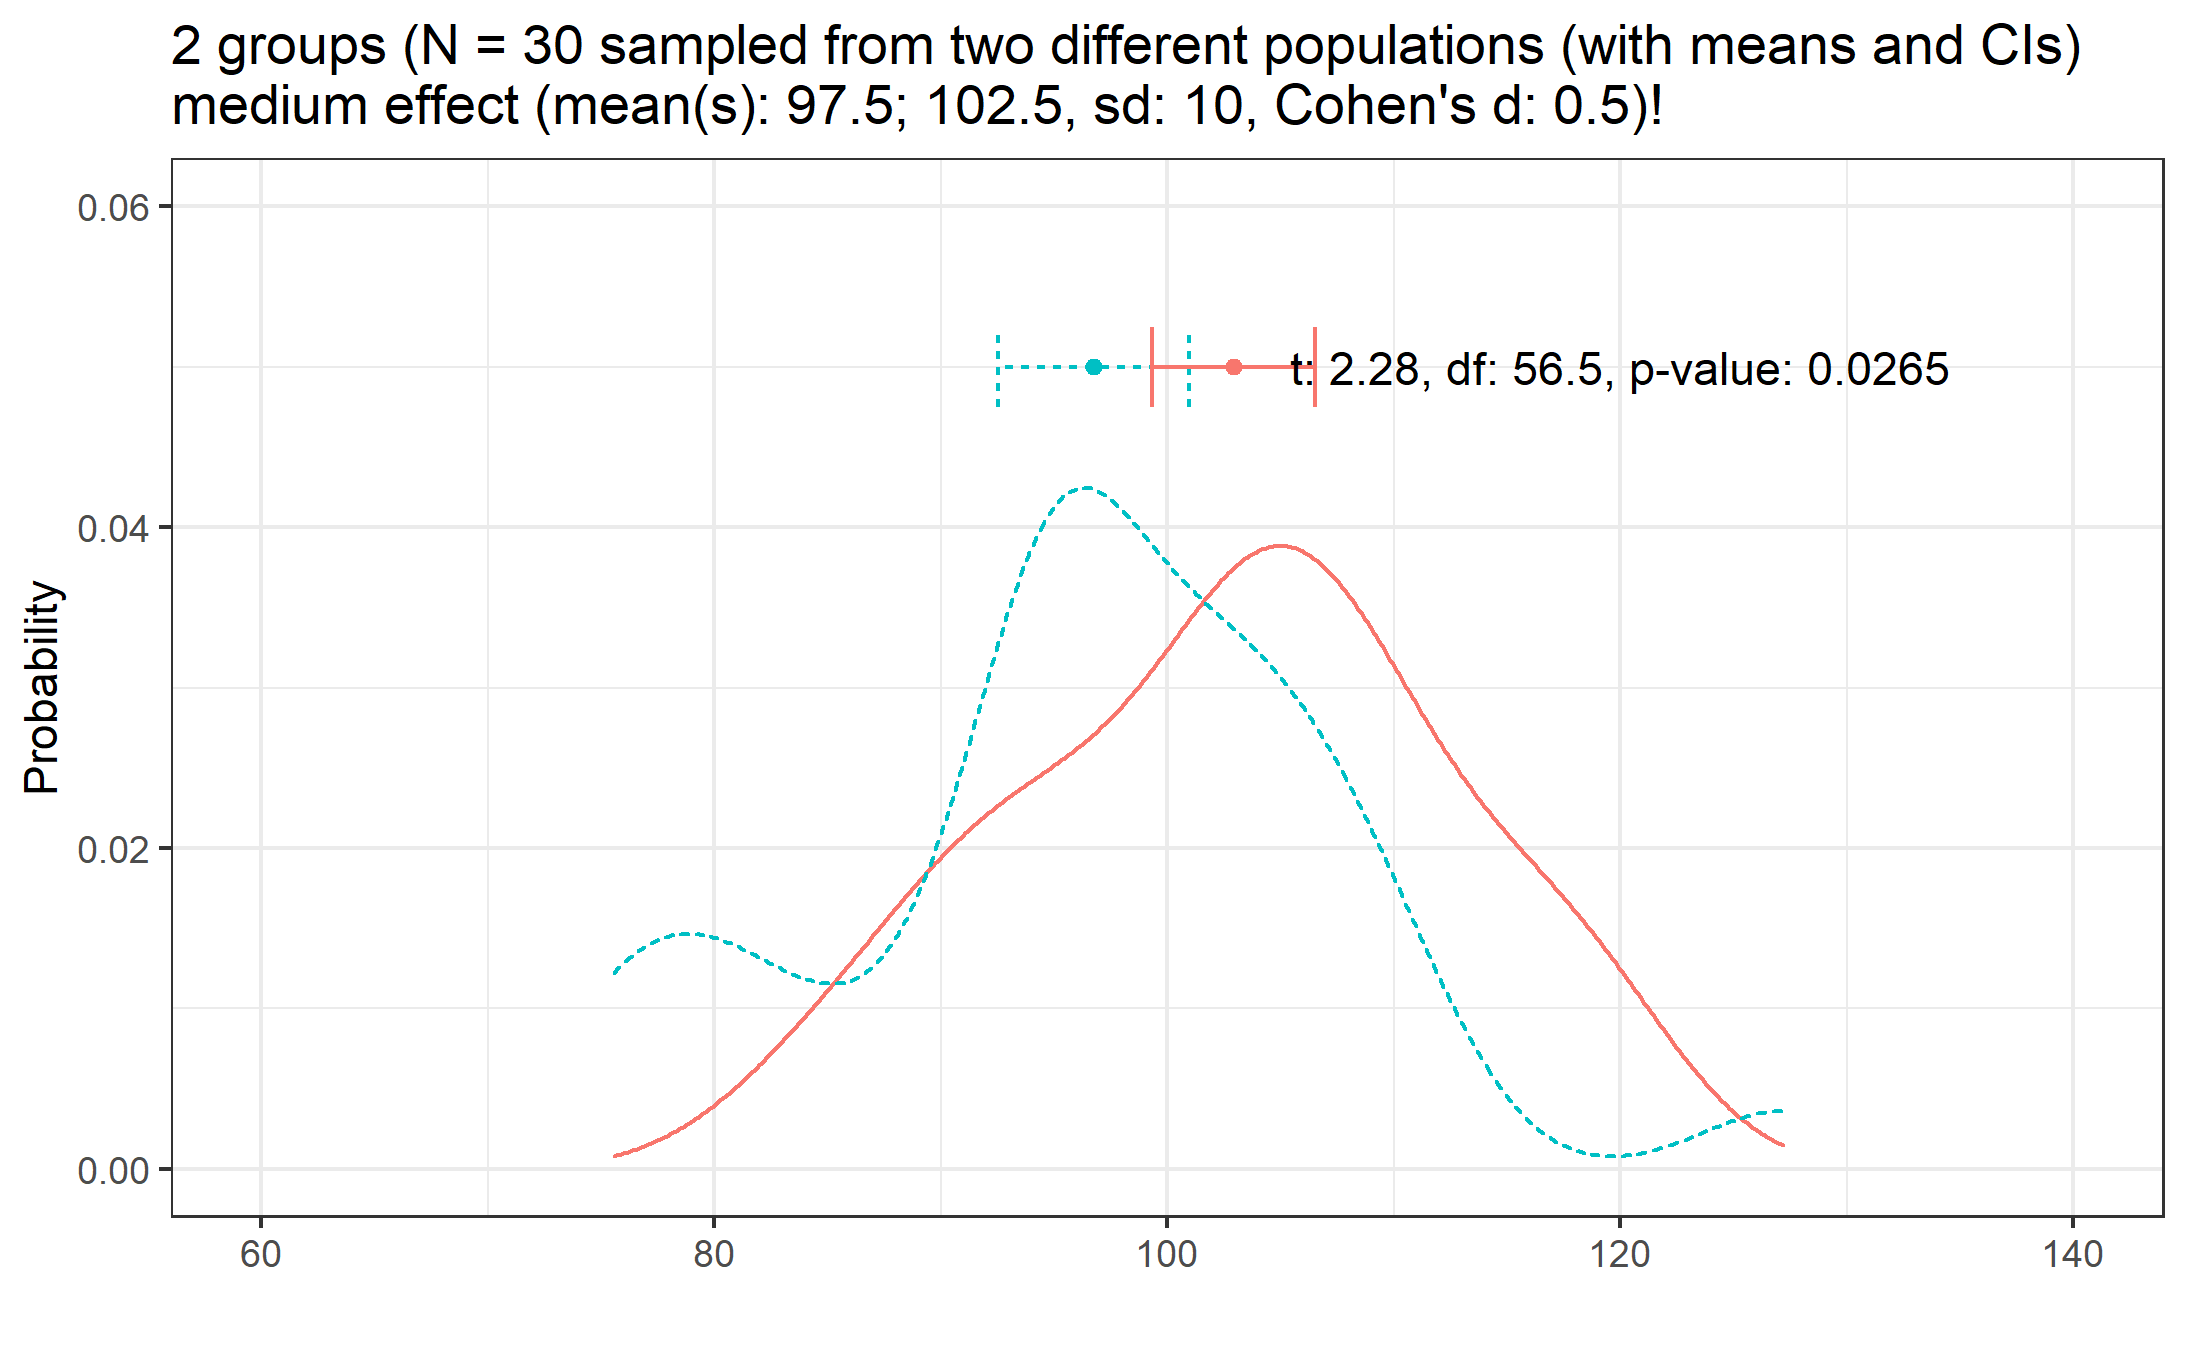 2 groups (N = 30 sampled from two different populations (with means and CIs)
medium effect (mean(s): 97.5; 102.5, sd: 10, Cohen's d: 0.5)!
0.06
t: 2.28, df: 56.5, p-value: 0.0265
0.04
Probability
0.02
0.00
60
80
100
120
140